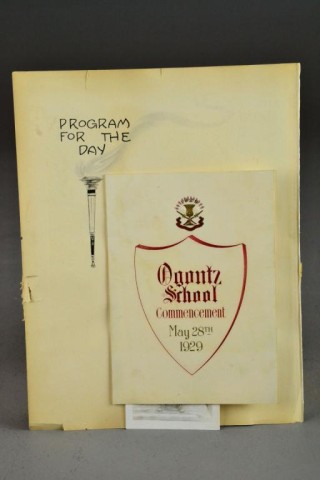 PROGRAM
FOR THE
DAY
Ogontz
School
Commencement
May 28TH
1929